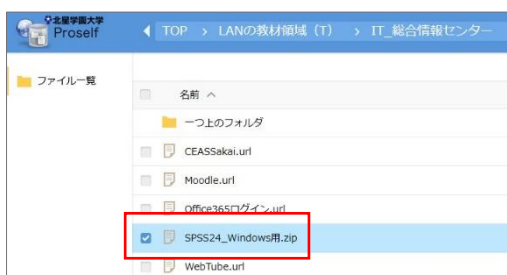 北星学園大学
Proself
TOP > LANの教材領域（T） > IT_総合情報センター
ファイル一覧
名前
一つ上のフォルダ
CEASSakai.url
Moodle.url
Office365ログイン.url
SPSS24_Windows用.zip
WebTube.url